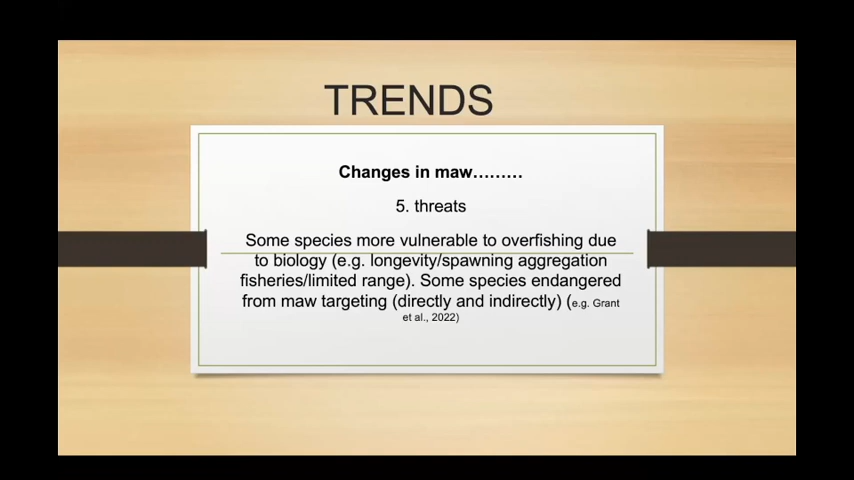 TRENDS
Changes in maw………
5. threats
Some species more vulnerable to overfishing due
to biology (e.g. longevity/spawning aggregation
fisheries/limited range). Some species endangered
from maw targeting (directly and indirectly) (e.g. Grant
et al., 2022)